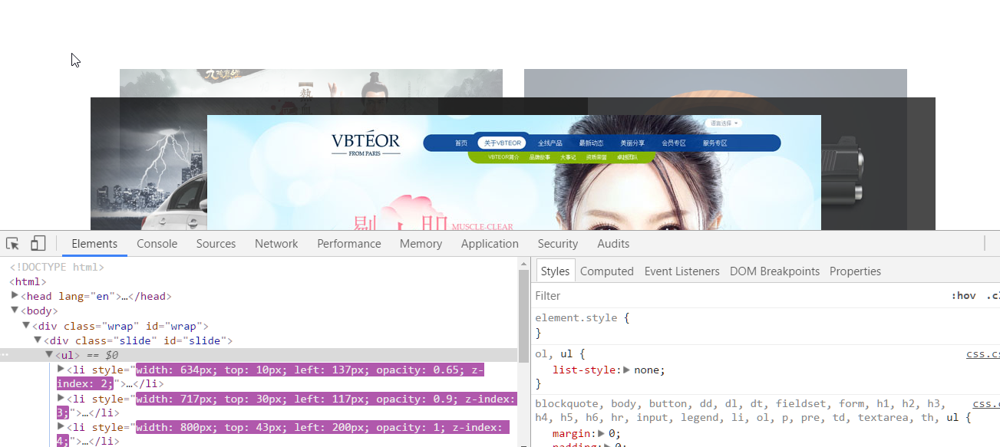 九城真镖
【热血
语言选择
VBTÉOR
FROM PARIS
首页 关于VBTEOR 全线产品 最新动态 美丽分享 会员专区 服务专区
VBTEOR简介 品牌故事 大事记 资质荣誉 卓越团队
MUSCLE-CLEAR
Elements Console Sources Network Performance Memory Application Security Audits
<!DOCTYPE html>
<html>
▶<head lang="en">…</head>
▼<body>
▼<div class="wrap" id="wrap">
▼<div class="slide" id="slide">
… ▼<ul> == $0
▶<li style="width: 634px; top: 10px; left: 137px; opacity: 0.65; z-
index: 2;">…</li>
▶<li style="width: 717px; top: 30px; left: 117px; opacity: 0.9; z-index:
3;">…</li>
▶<li style="width: 800px; top: 43px; left: 200px; opacity: 1; z-index:
4;">…</li>
Styles Computed Event Listeners DOM Breakpoints Properties
Filter :hov .cl
element.style {
}
ol, ul { css.cs
list-style:▶ none;
}
blockquote, body, button, dd, dl, dt, fieldset, form, h1, h2, h3, css.c
h4, h5, h6, hr, input, legend, li, ol, p, pre, td, textarea, th, ul {
margin:▶ 0;
padding:▶ 0;